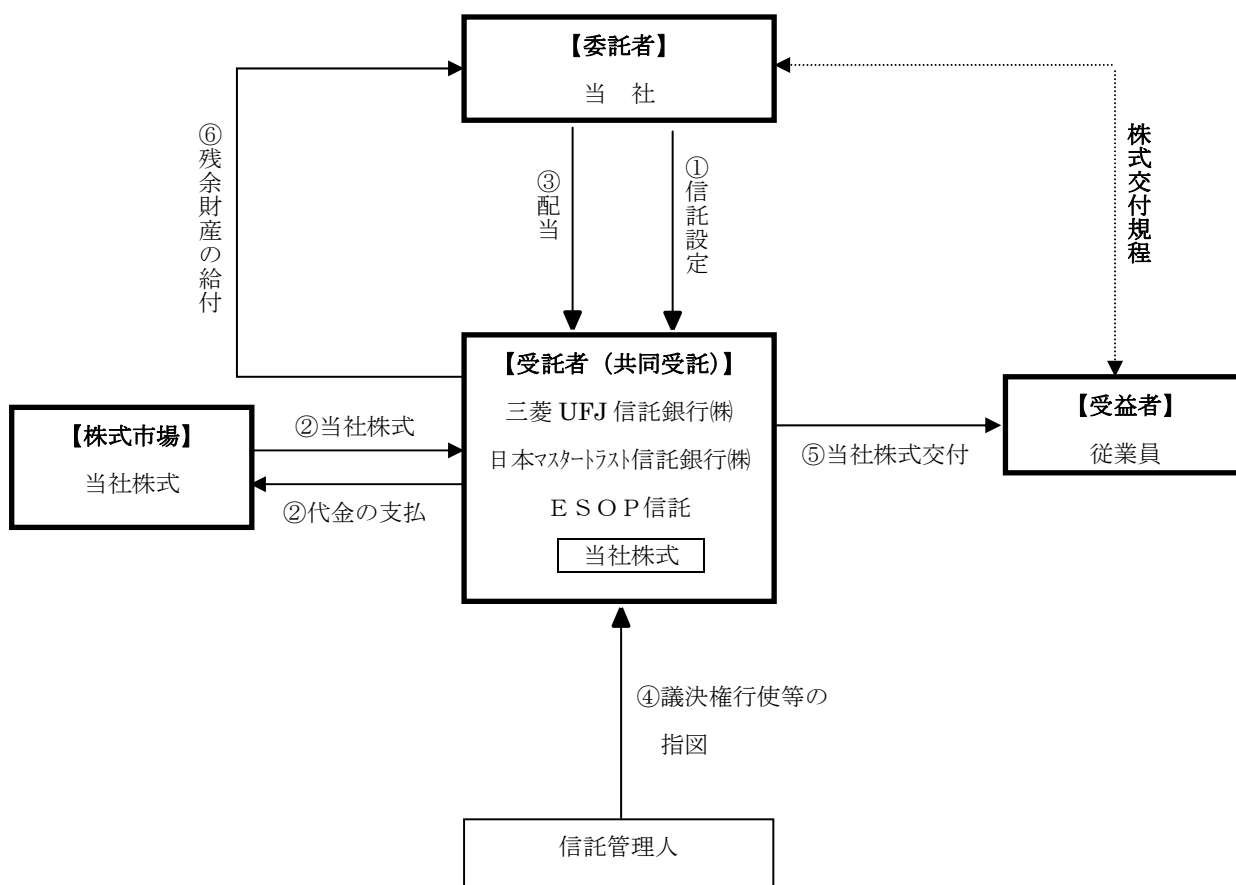 【委託者】
当　社
⑥残余財産の給付
③配当
①信託設定
株式交付規程
【受託者（共同受託）】
三菱 UFJ 信託銀行㈱
日本ﾏｽﾀｰﾄﾗｽﾄ信託銀行㈱
ＥＳＯＰ信託
当社株式
【株式市場】
当社株式
②当社株式
②代金の支払
⑤当社株式交付
【受益者】
従業員
④議決権行使等の
指図
信託管理人